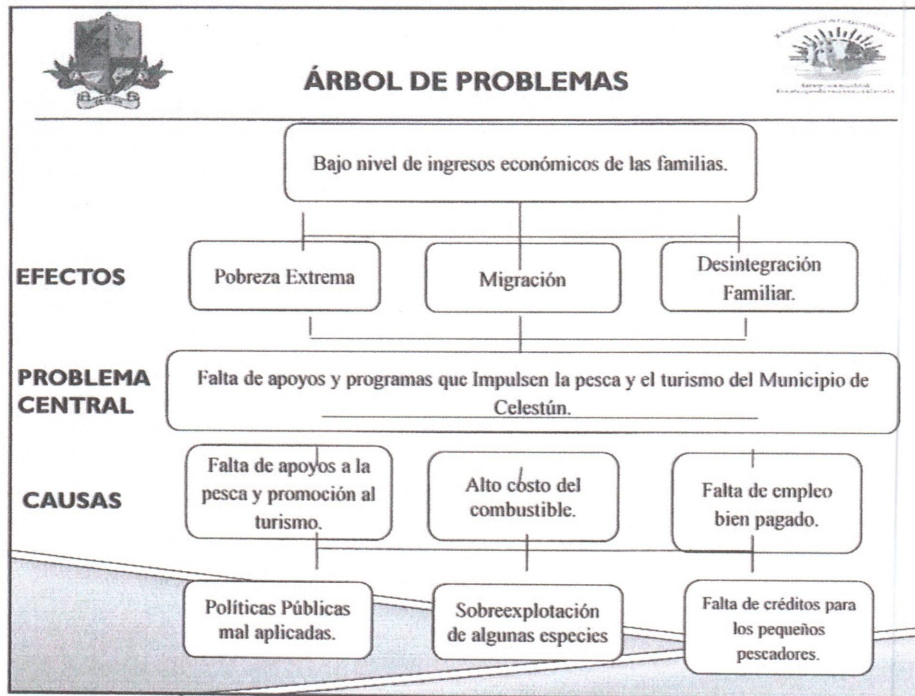 ÁRBOL DE PROBLEMAS
Bajo nivel de ingresos económicos de las familias.
EFECTOS
Pobreza Extrema
Migración
Desintegración
Familiar.
PROBLEMA
CENTRAL
Falta de apoyos y programas que Impulsen la pesca y el turismo del Municipio de
Celestún.
CAUSAS
Falta de apoyos a la
pesca y promoción al
turismo.
Alto costo del
combustible.
Falta de empleo
bien pagado.
Políticas Públicas
mal aplicadas.
Sobreexplotación
de algunas especies
Falta de créditos para
los pequeños
pescadores.